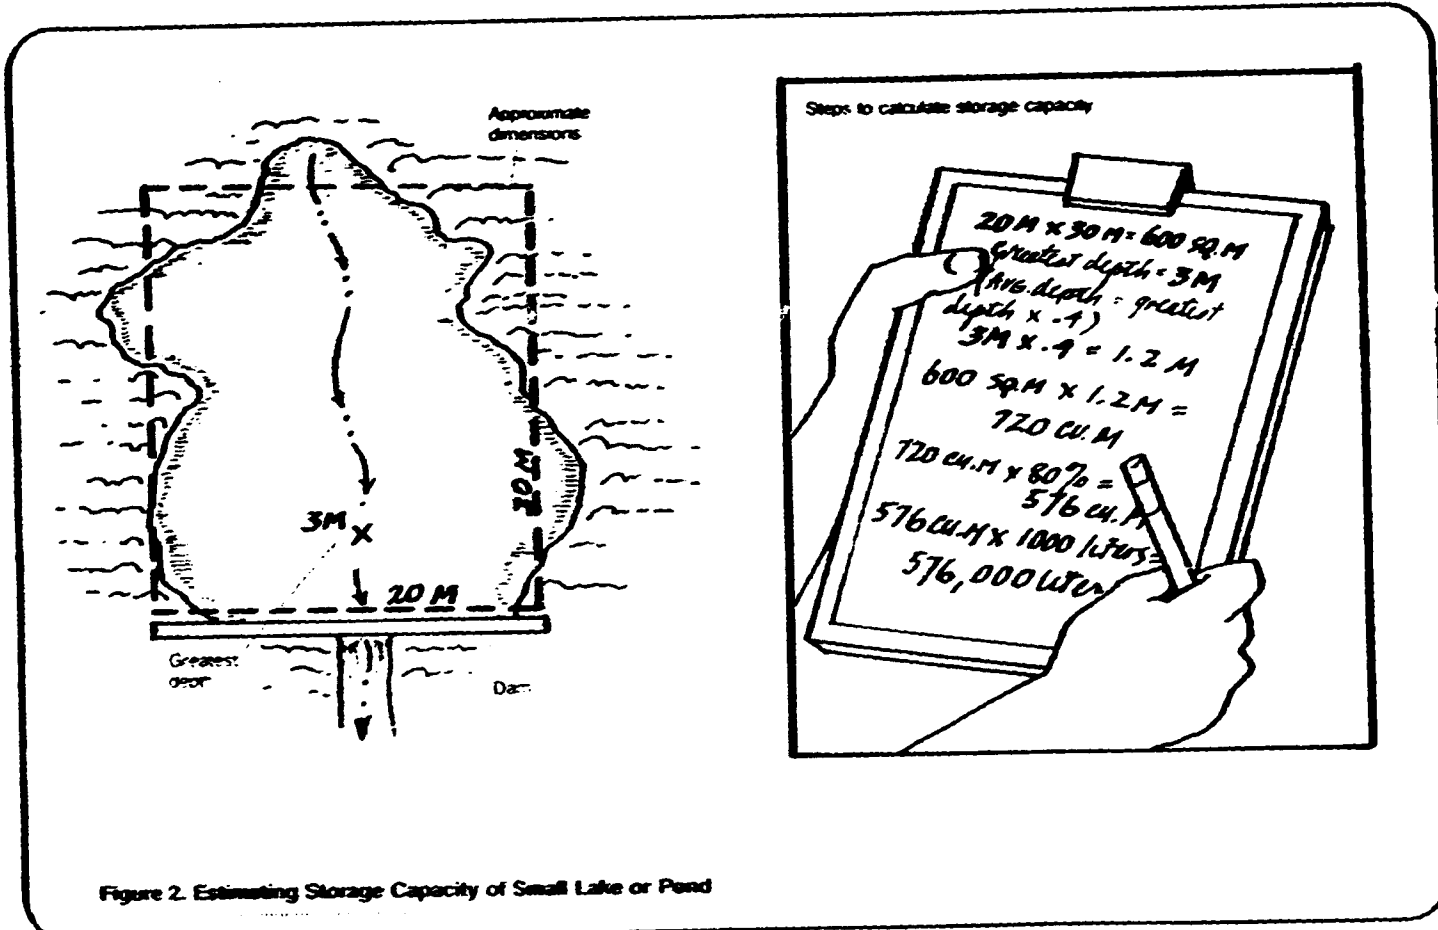 Approximate
dimensions
30 M
3M
20 M
Greatest
depth
Dam
Steps to calculate storage capacity
20 M x 30 M = 600 SQ.M
Greatest depth = 3 M
(Avg. depth = greatest
depth x .4)
3M x .4 = 1.2 M
600 SQ.M x 1.2 M =
720 CU. M
720 cu.M x 80% =
576 cu. M
576 cu.M x 1000 liters =
576,000 liters
Figure 2. Estimating Storage Capacity of Small Lake or Pond